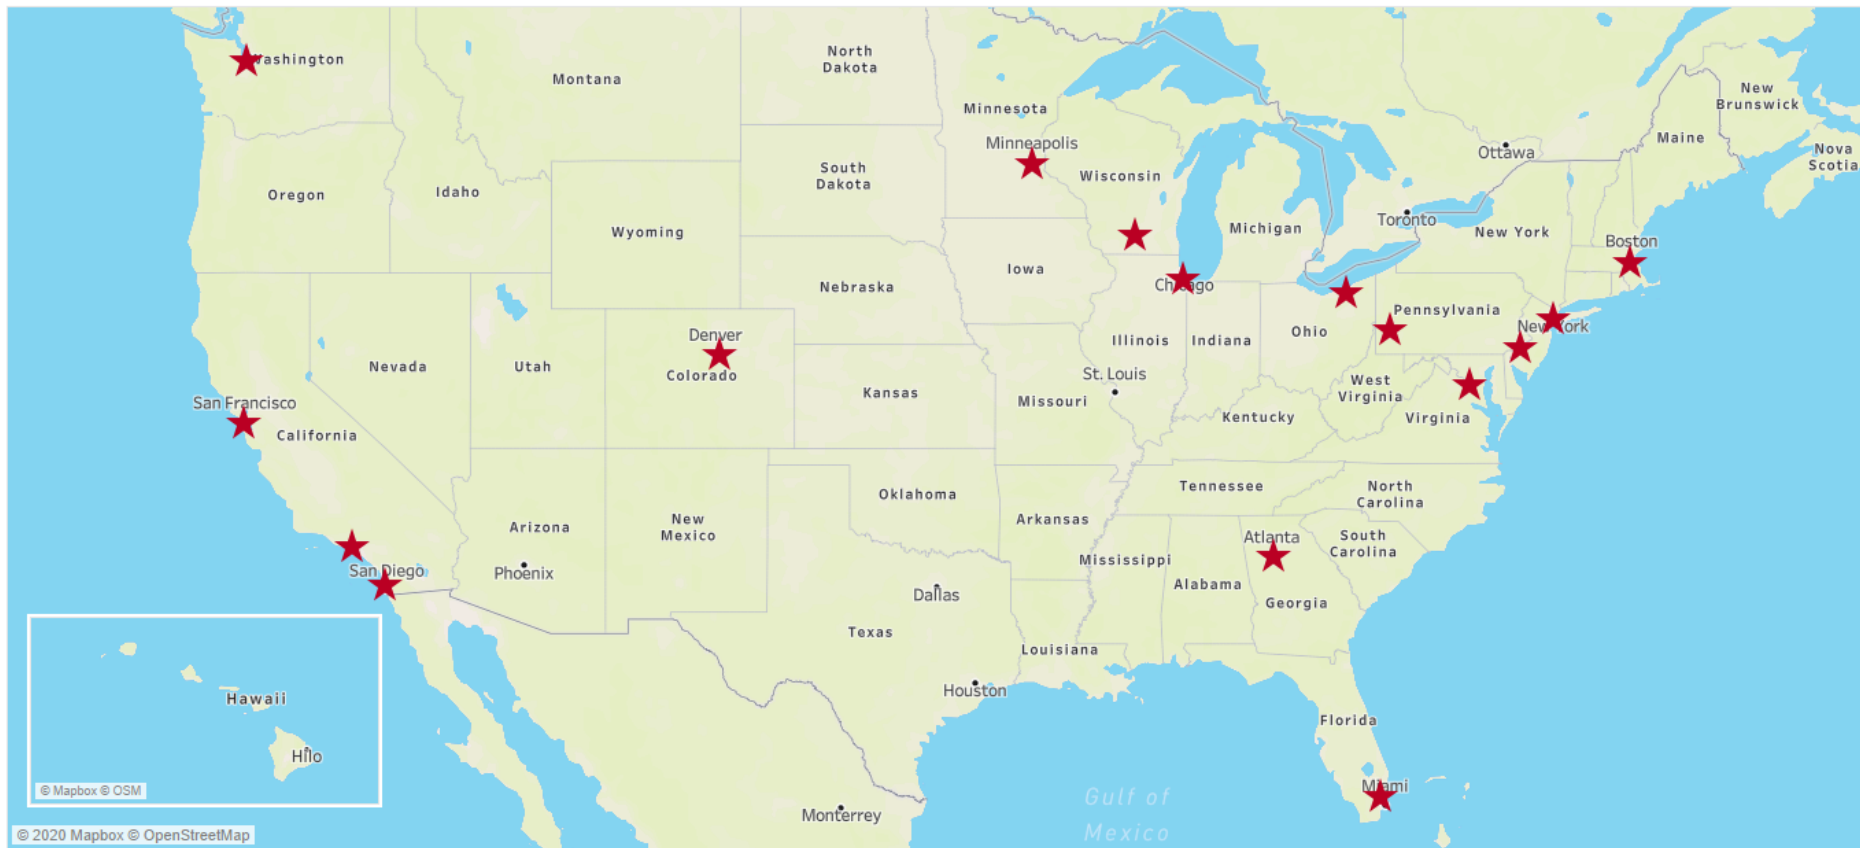 Washington
Montana
North
Dakota
Minnesota
New
Brunswick
Maine
Nova
Scotia
Minneapolis
Ottawa
Oregon
Idaho
South
Dakota
Wisconsin
Wyoming
Michigan
Toronto
New York
Boston
Iowa
Nebraska
Chicago
Pennsylvania
New York
Denver
Colorado
Nevada
Utah
Illinois
Indiana
Ohio
St. Louis
Kansas
Missouri
West
Virginia
Virginia
Kentucky
San Francisco
California
Oklahoma
Tennessee
North
Carolina
Arizona
New
Mexico
Arkansas
Atlanta
South
Carolina
Mississippi
Alabama
Georgia
San Diego
Phoenix
Dallas
Texas
Louisiana
Houston
Florida
Miami
Hawaii
Hilo
© Mapbox © OSM
Gulf of
Mexico
Monterrey
© 2020 Mapbox © OpenStreetMap